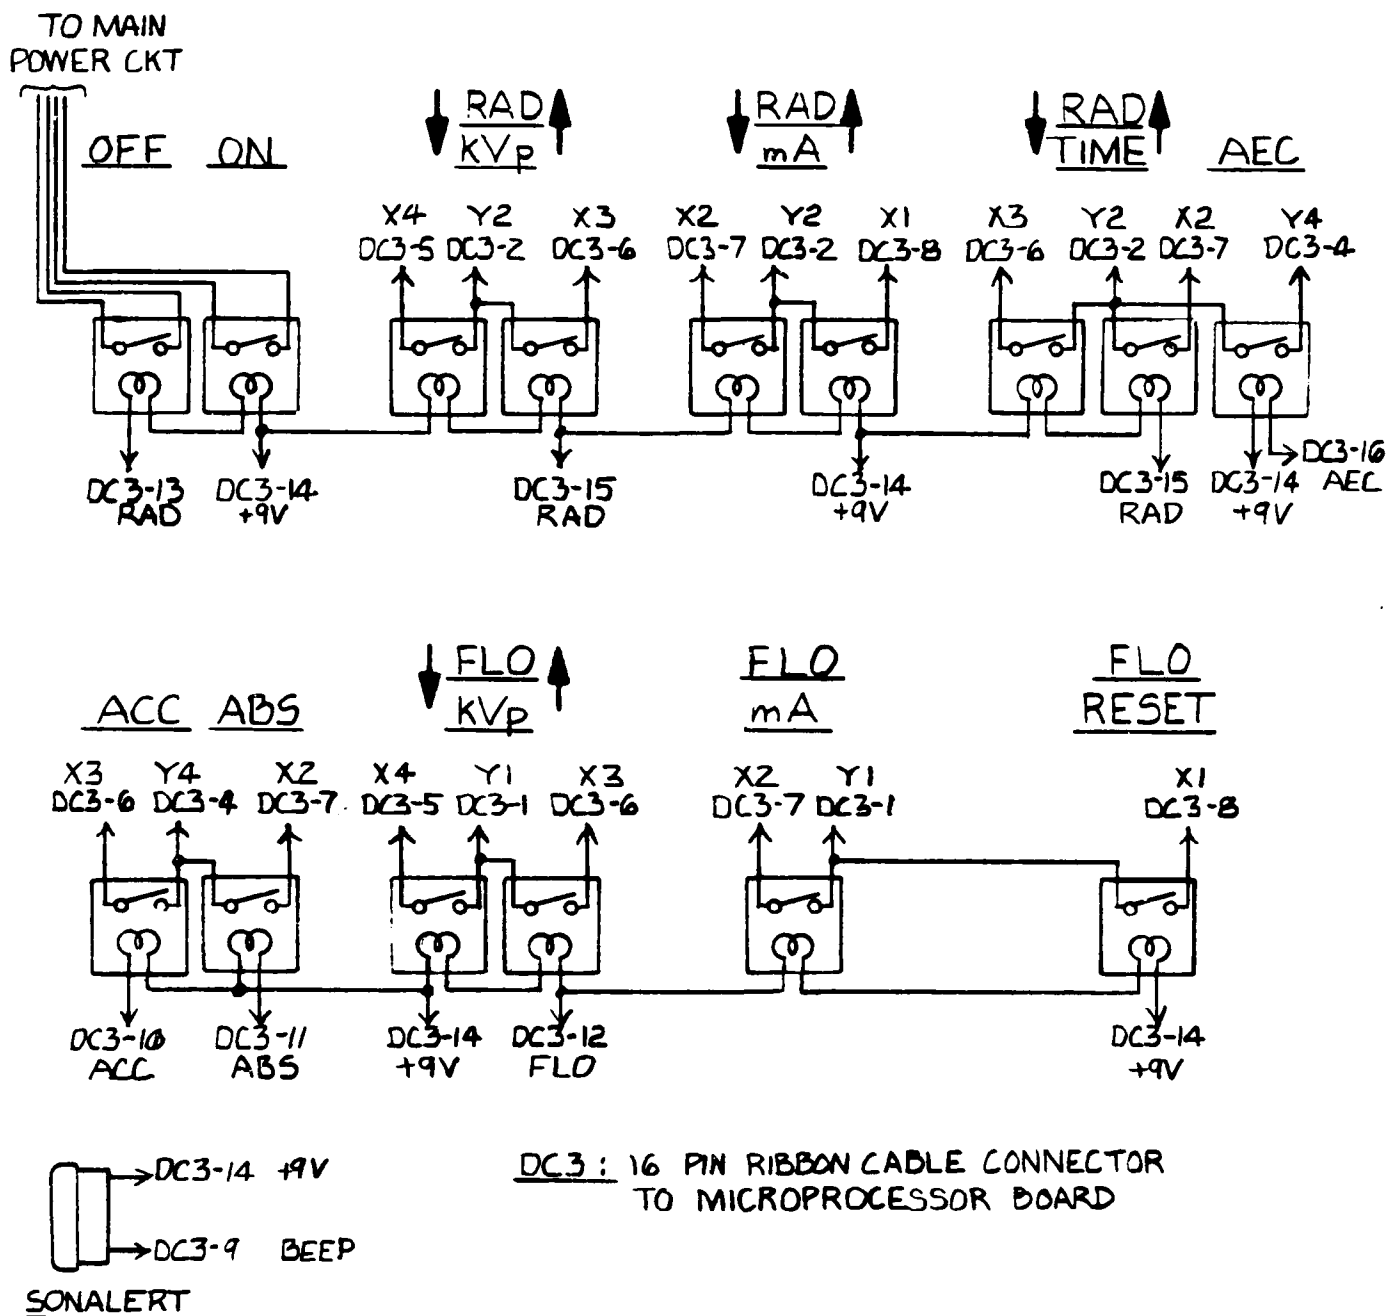 TO MAIN
POWER CKT
OFF ON
RAD
KVp
RAD
mA
RAD
TIME
AEC
X4 Y2 X3 X2 Y2 X1 X3 Y2 X2 Y4
DC3-5 DC3-2 DC3-6 DC3-7 DC3-2 DC3-8 DC3-6 DC3-2 DC3-7 DC3-4
DC3-13 DC3-14 DC3-15 DC3-14 DC3-15 DC3-14 DC3-16
RAD +9V RAD +9V RAD +9V AEC
ACC ABS
FLO
KVp
FLO
mA
FLO
RESET
X3 Y4 X2 X4 Y1 X3 X2 Y1 X1
DC3-6 DC3-4 DC3-7 DC3-5 DC3-1 DC3-6 DC3-7 DC3-1 DC3-8
DC3-10 DC3-11 DC3-14 DC3-12 DC3-14
ACC ABS +9V FLO +9V
DC3-14 +9V
DC3-9 BEEP
SONALERT
DC3: 16 PIN RIBBON CABLE CONNECTOR
TO MICROPROCESSOR BOARD